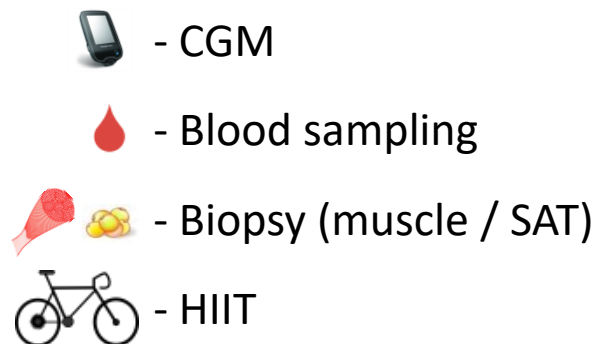 - CGM
- Blood sampling
- Biopsy (muscle / SAT)
- HIIT